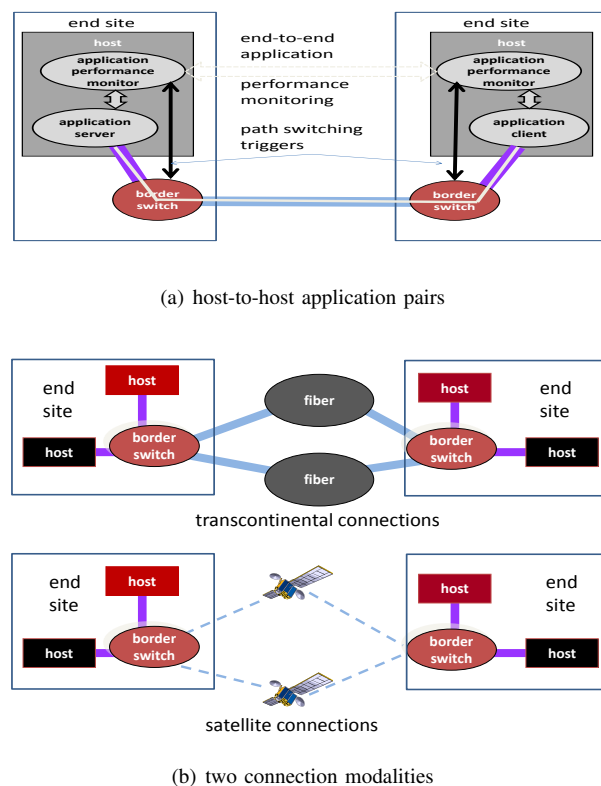 end site
end site
host
host
application
performance
monitor
end-to-end
application
application
performance
monitor
performance
monitoring
application
server
application
client
path switching
triggers
border
switch
border
switch
(a) host-to-host application pairs
host
host
end
site
end
site
fiber
border
switch
border
switch
host
host
fiber
transcontinental connections
host
host
end
site
end
site
border
switch
border
switch
host
host
satellite connections
(b) two connection modalities